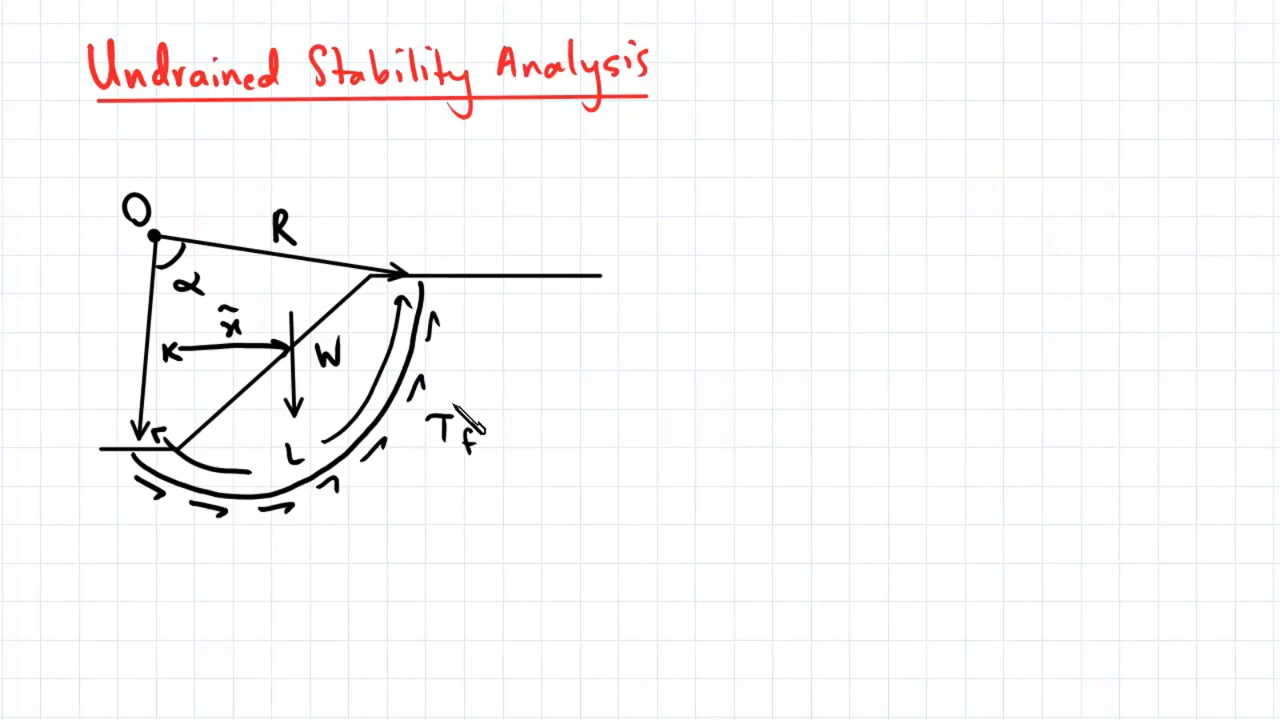 Undrained Stability Analysis
O
R
α
x̃
W
L
T_f